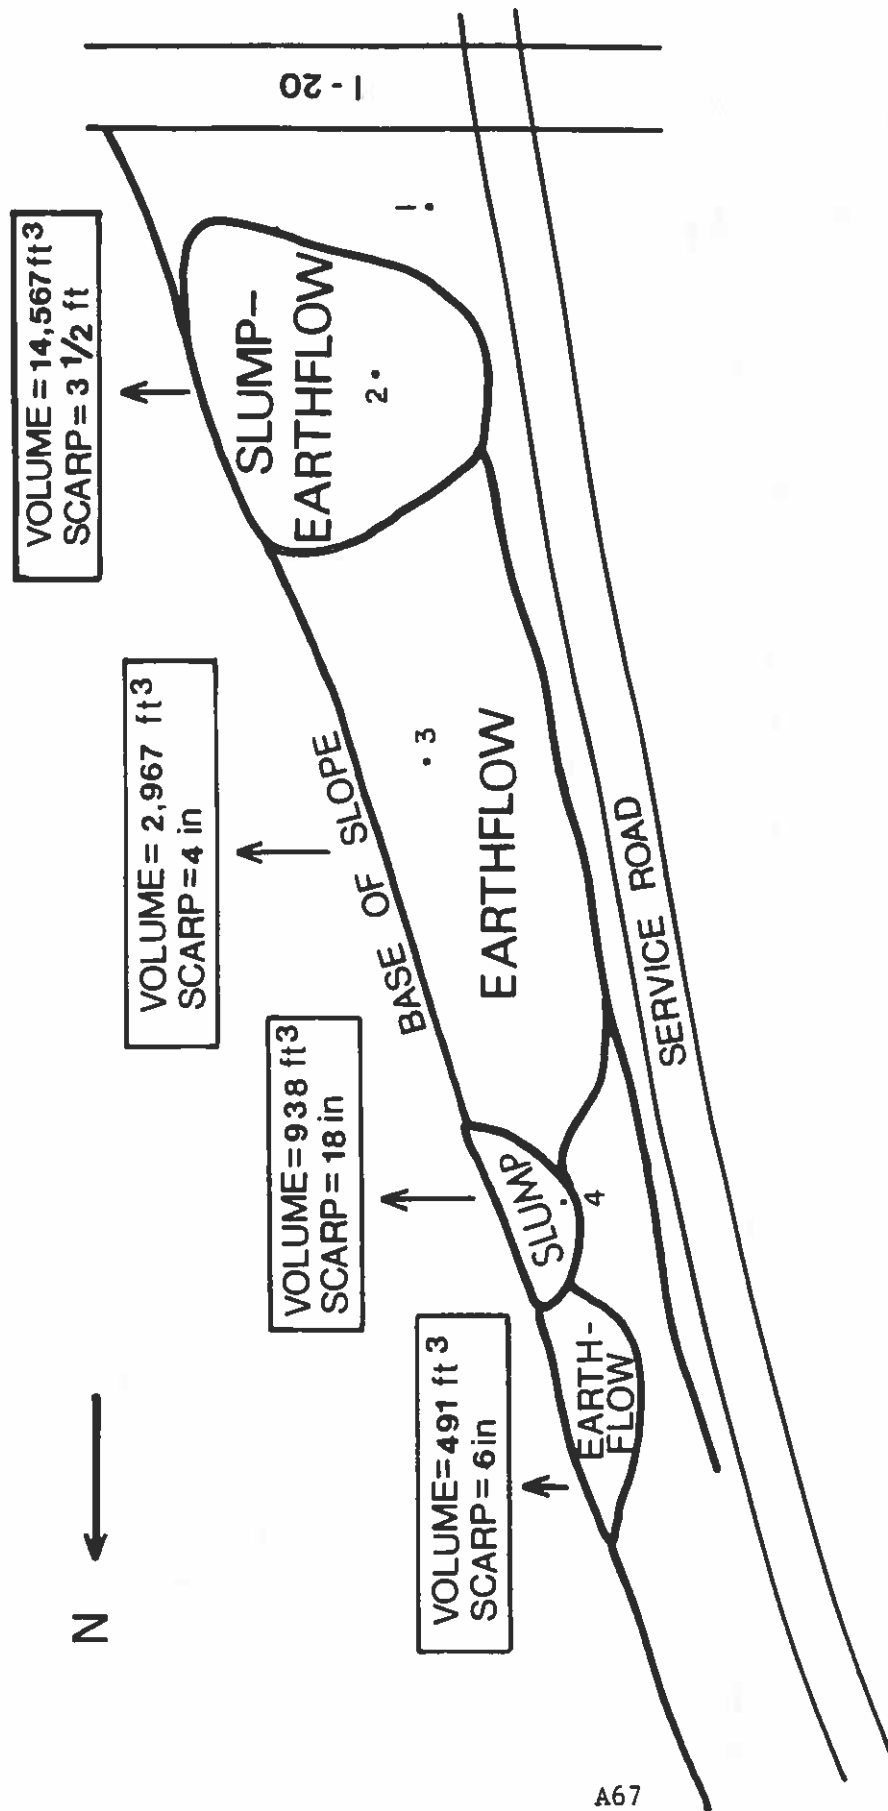 N
VOLUME=491 ft3
SCARP=6in
VOLUME=938 ft3
SCARP=18 in
VOLUME=2,967 ft3
SCARP=4 in
VOLUME=14,567ft3
SCARP=3 1/2 ft
EARTH-
FLOW
SLUMP
4
BASE OF SLOPE
EARTHFLOW
3
SLUMP-
EARTHFLOW
2
1
I-20
SERVICE ROAD
A67